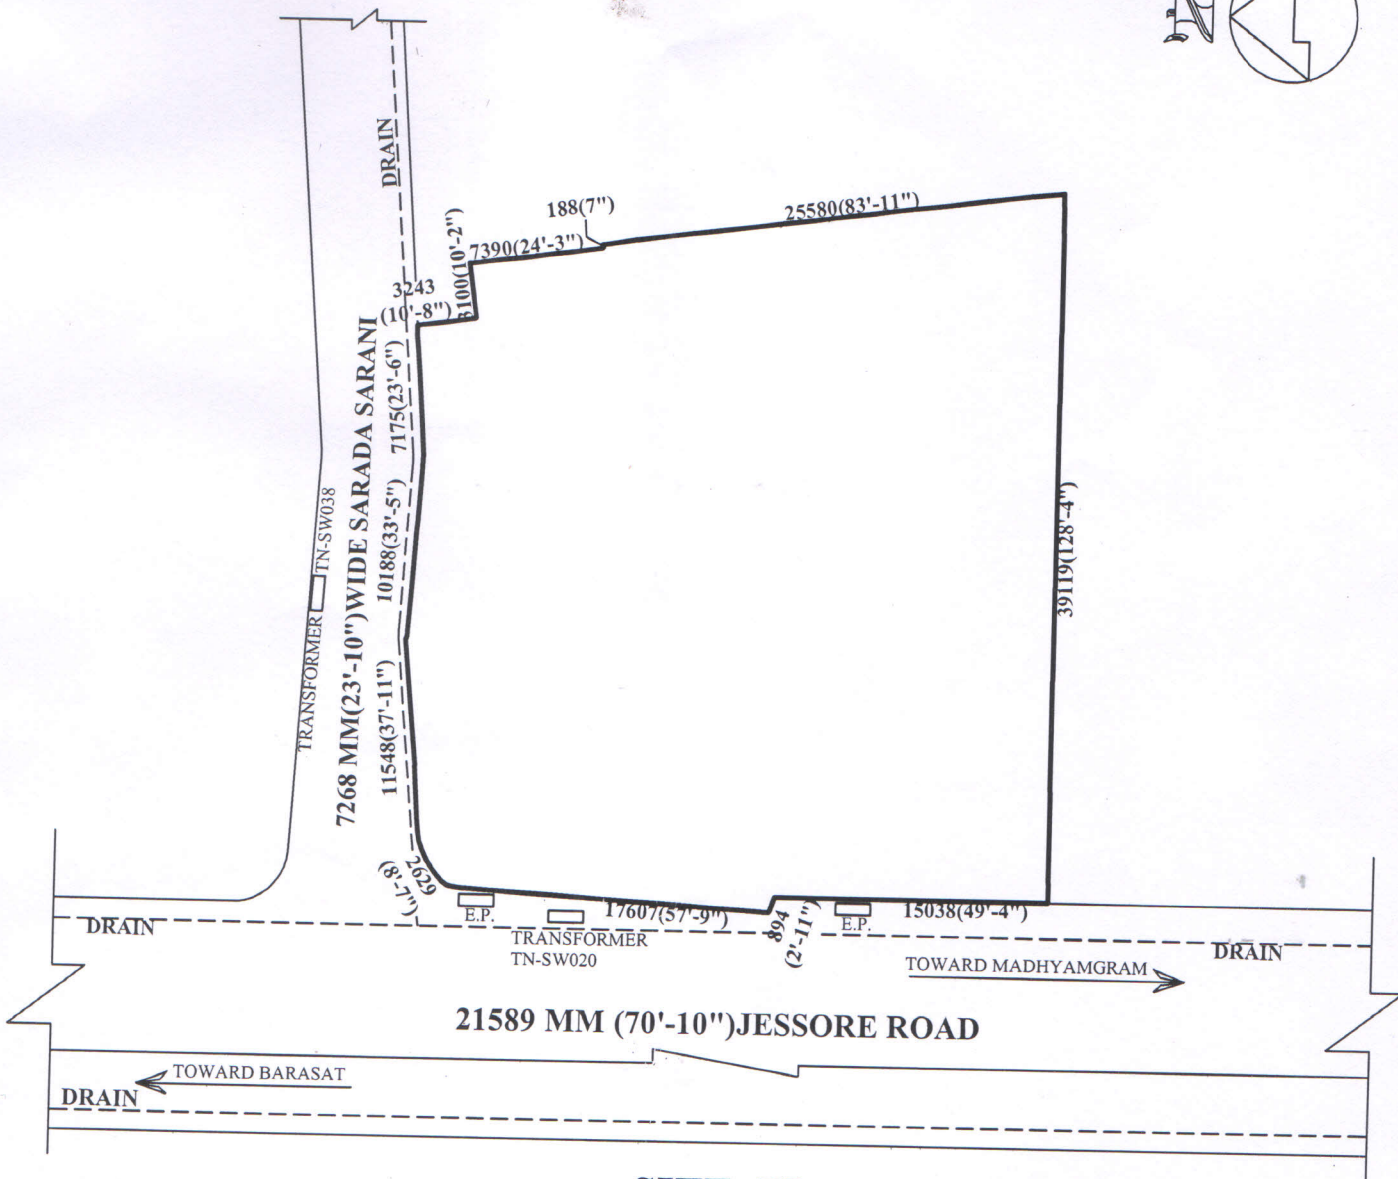 DRAIN
188(7")
25580(83'-11")
7390(24'-3")
3100(10'-2")
3243
(10'-8")
7175(23'-6")
7268 MM(23'-10")WIDE SARADA SARANI
10188(33'-5")
TN-SW038
TRANSFORMER
39119(128'-4")
11548(37'-11")
2629
(8'-7")
E.P.
17607(57'-9")
894
(2'-11")
E.P.
15038(49'-4")
DRAIN
TRANSFORMER
TN-SW020
DRAIN
TOWARD MADHYAMGRAM
21589 MM (70'-10")JESSORE ROAD
TOWARD BARASAT
DRAIN